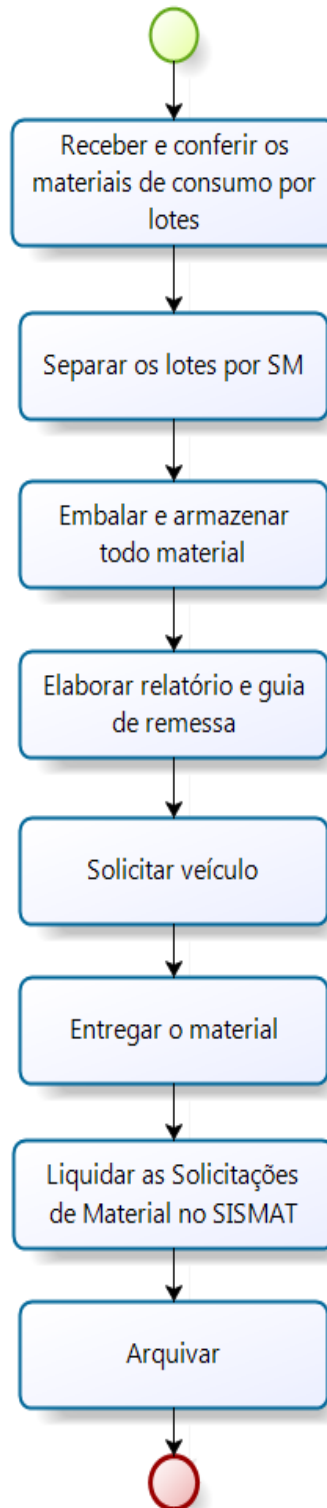 Receber e conferir os
materiais de consumo por
lotes
Separar os lotes por SM
Embalar e armazenar
todo material
Elaborar relatório e guia
de remessa
Solicitar veículo
Entregar o material
Liquidar as Solicitações
de Material no SISMAT
Arquivar